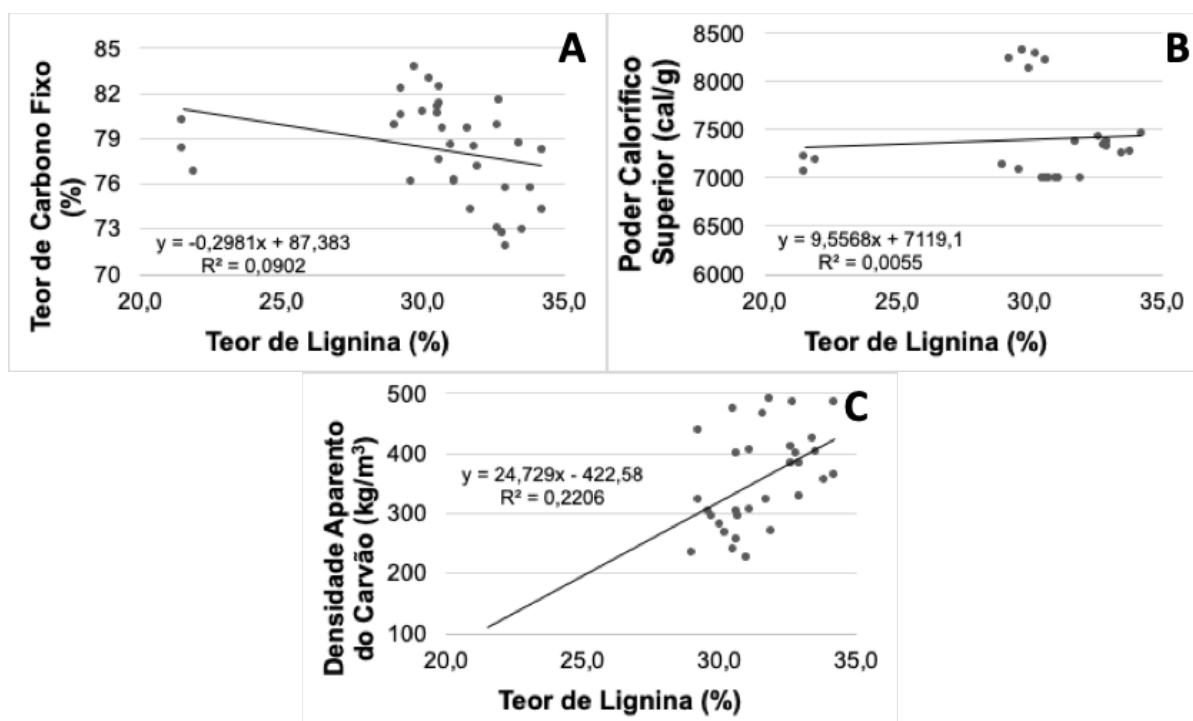 A
Teor de Carbono Fixo
(%)
85
82
79
76
73
70
y = -0,2981x + 87,383
R² = 0,0902
20,0 25,0 30,0 35,0
Teor de Lignina (%)
B
Poder Calorífico
Superior (cal/g)
8500
8000
7500
7000
6500
6000
y = 9,5568x + 7119,1
R² = 0,0055
20,0 25,0 30,0 35,0
Teor de Lignina (%)
C
Densidade Aparento
do Carvão (kg/m³)
500
400
300
200
100
y = 24,729x - 422,58
R² = 0,2206
20,0 25,0 30,0 35,0
Teor de Lignina (%)